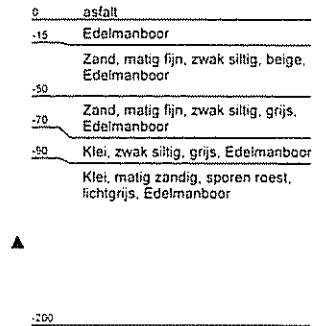 0 asfalt
-15 Edelmanboor
Zand, matig fijn, zwak siltig, beige,
Edelmanboor
-50
Zand, matig fijn, zwak siltig, grijs,
-70 Edelmanboor
-90 Klei, zwak siltig, grijs, Edelmanboor
Klei, matig zandig, sporen roest,
lichtgrijs, Edelmanboor
-200